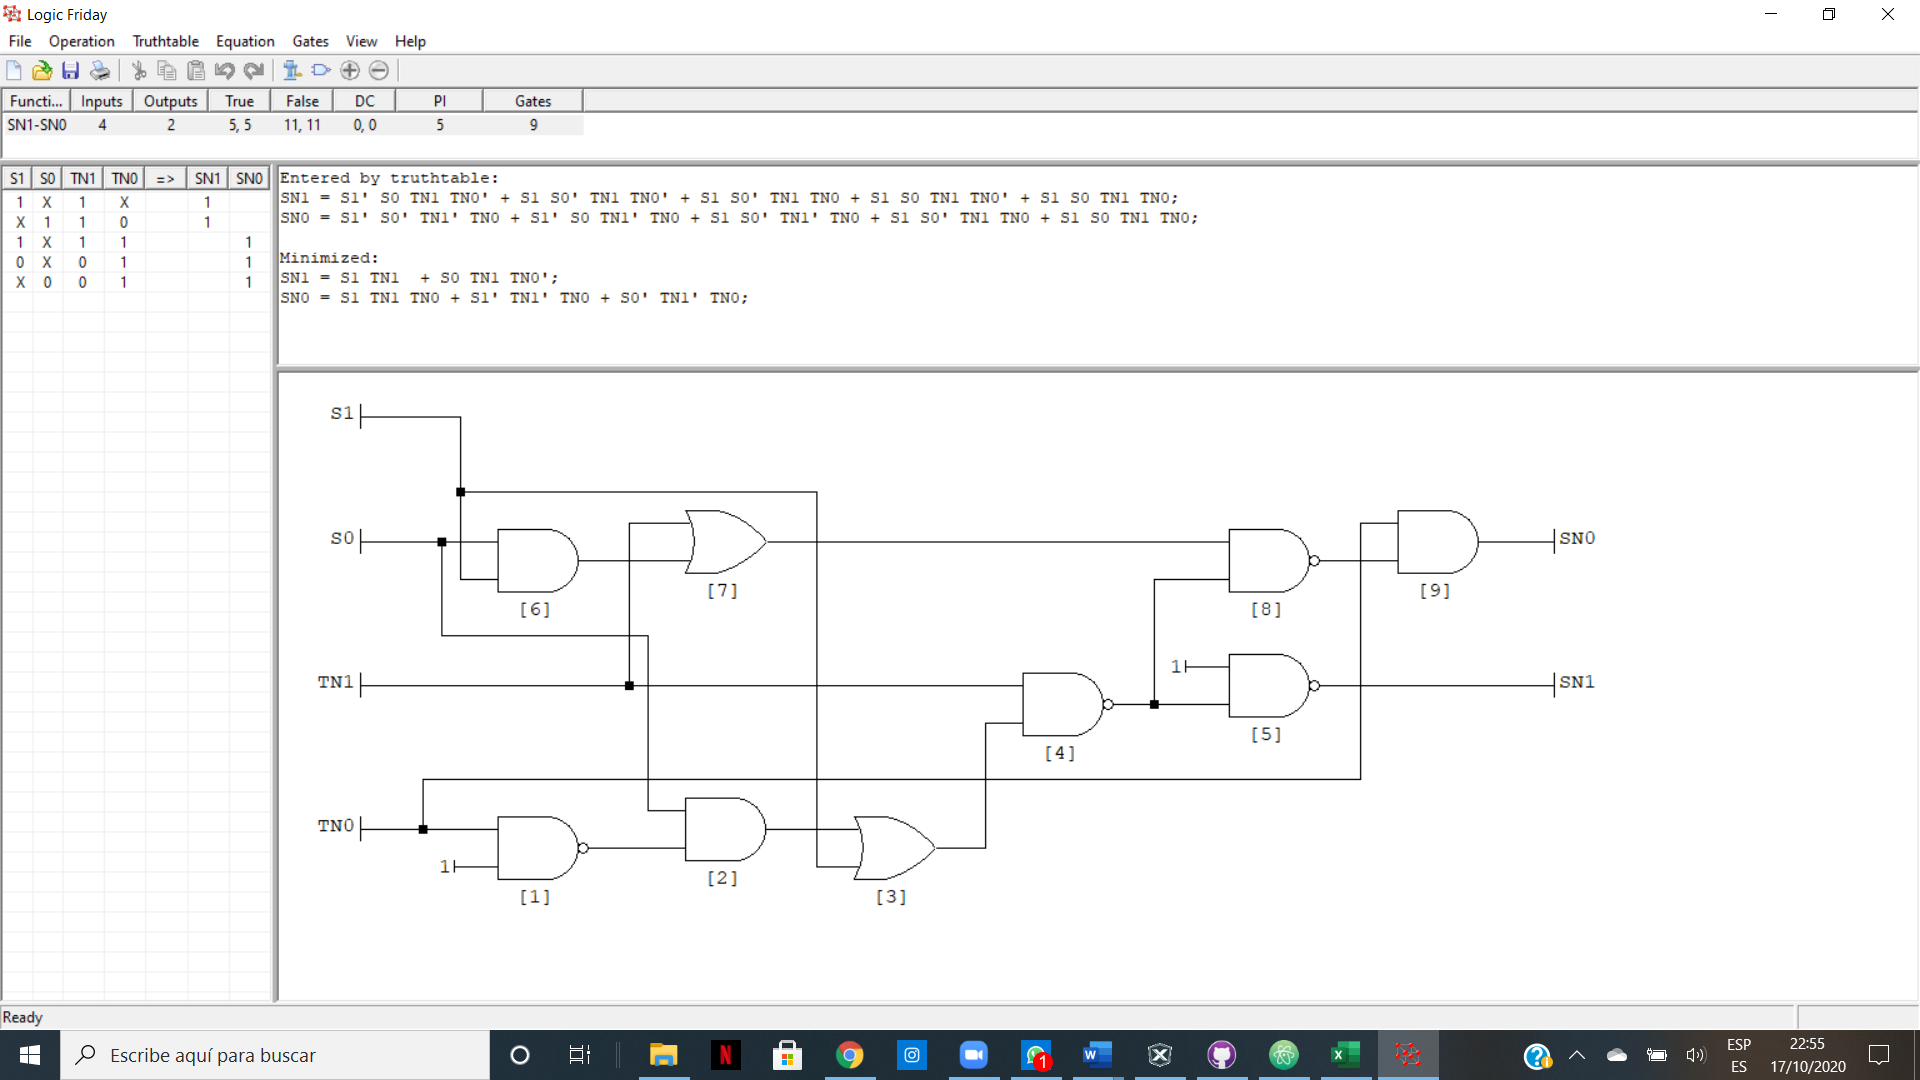 Logic Friday
File Operation Truthtable Equation Gates View Help
Functi... Inputs Outputs True False DC PI Gates
SN1-SN0 4 2 5, 5 11, 11 0, 0 5 9
S1 S0 TN1 TN0 => SN1 SN0
1 X 1 X 1
X 1 1 0 1
1 X 1 1 1
0 X 0 1 1
X 0 0 1 1
Entered by truthtable:
SN1 = S1' S0 TN1 TN0' + S1 S0' TN1 TN0' + S1 S0' TN1 TN0 + S1 S0 TN1 TN0' + S1 S0 TN1 TN0;
SN0 = S1' S0' TN1' TN0 + S1' S0 TN1' TN0 + S1 S0' TN1' TN0 + S1 S0' TN1 TN0 + S1 S0 TN1 TN0;
Minimized:
SN1 = S1 TN1  + S0 TN1 TN0';
SN0 = S1 TN1 TN0 + S1' TN1' TN0 + S0' TN1' TN0;
S1
S0
SN0
[7]
[9]
[6]
[8]
1
TN1
SN1
[5]
[4]
TN0
1
[2]
[1]
[3]
Ready
Escribe aquí para buscar
N
1
W
X
ESP
ES
22:55
17/10/2020